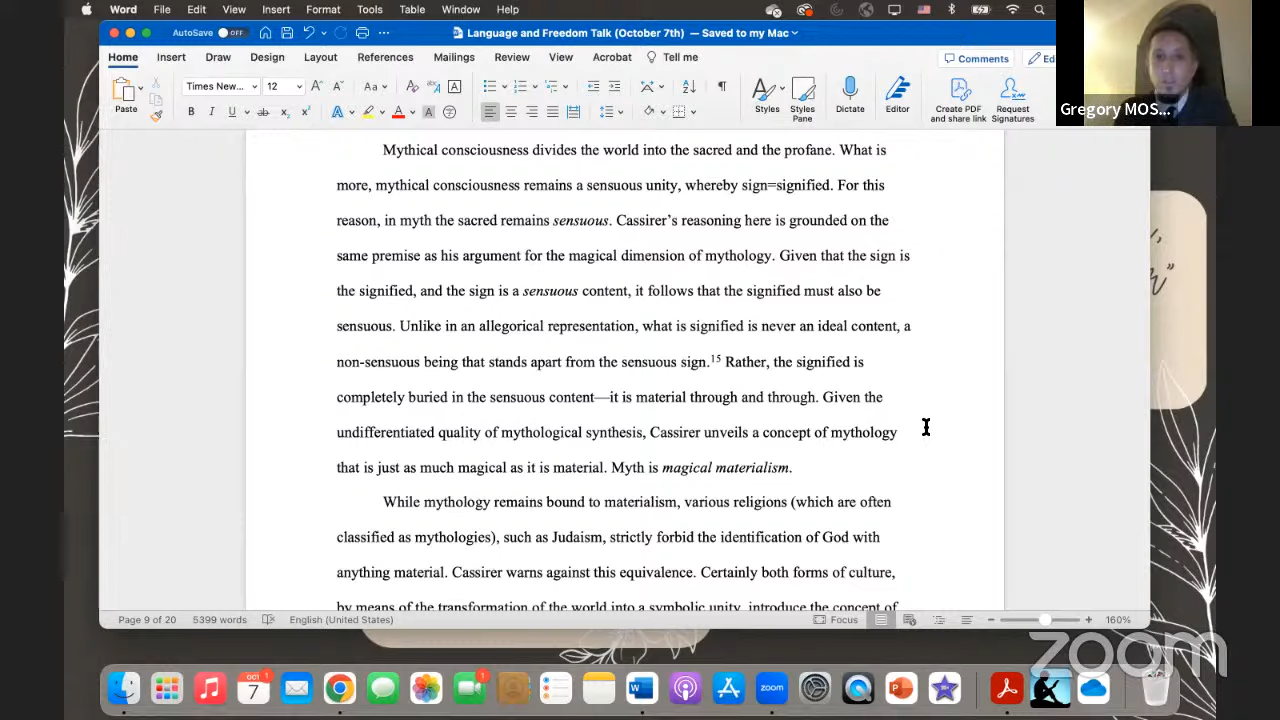 Word File Edit View Insert Format Tools Table Window Help
AutoSave OFF Language and Freedom Talk (October 7th) — Saved to my Mac
Home Insert Draw Design Layout References Mailings Review View Acrobat Tell me Comments
Paste Times New... 12 Aa Styles Styles Pane Dictate Editor Create PDF and share link Request Signatures
Gregory MOS...
Mythical consciousness divides the world into the sacred and the profane. What is
more, mythical consciousness remains a sensuous unity, whereby sign=signified. For this
reason, in myth the sacred remains sensuous. Cassirer’s reasoning here is grounded on the
same premise as his argument for the magical dimension of mythology. Given that the sign is
the signified, and the sign is a sensuous content, it follows that the signified must also be
sensuous. Unlike in an allegorical representation, what is signified is never an ideal content, a
non-sensuous being that stands apart from the sensuous sign.15 Rather, the signified is
completely buried in the sensuous content—it is material through and through. Given the
undifferentiated quality of mythological synthesis, Cassirer unveils a concept of mythology
that is just as much magical as it is material. Myth is magical materialism.
While mythology remains bound to materialism, various religions (which are often
classified as mythologies), such as Judaism, strictly forbid the identification of God with
anything material. Cassirer warns against this equivalence. Certainly both forms of culture,
by means of the transformation of the world into a symbolic unity, introduce the concept of
Page 9 of 20 5399 words English (United States) Focus 160%
zoom
OCT 1
7
1
zoom